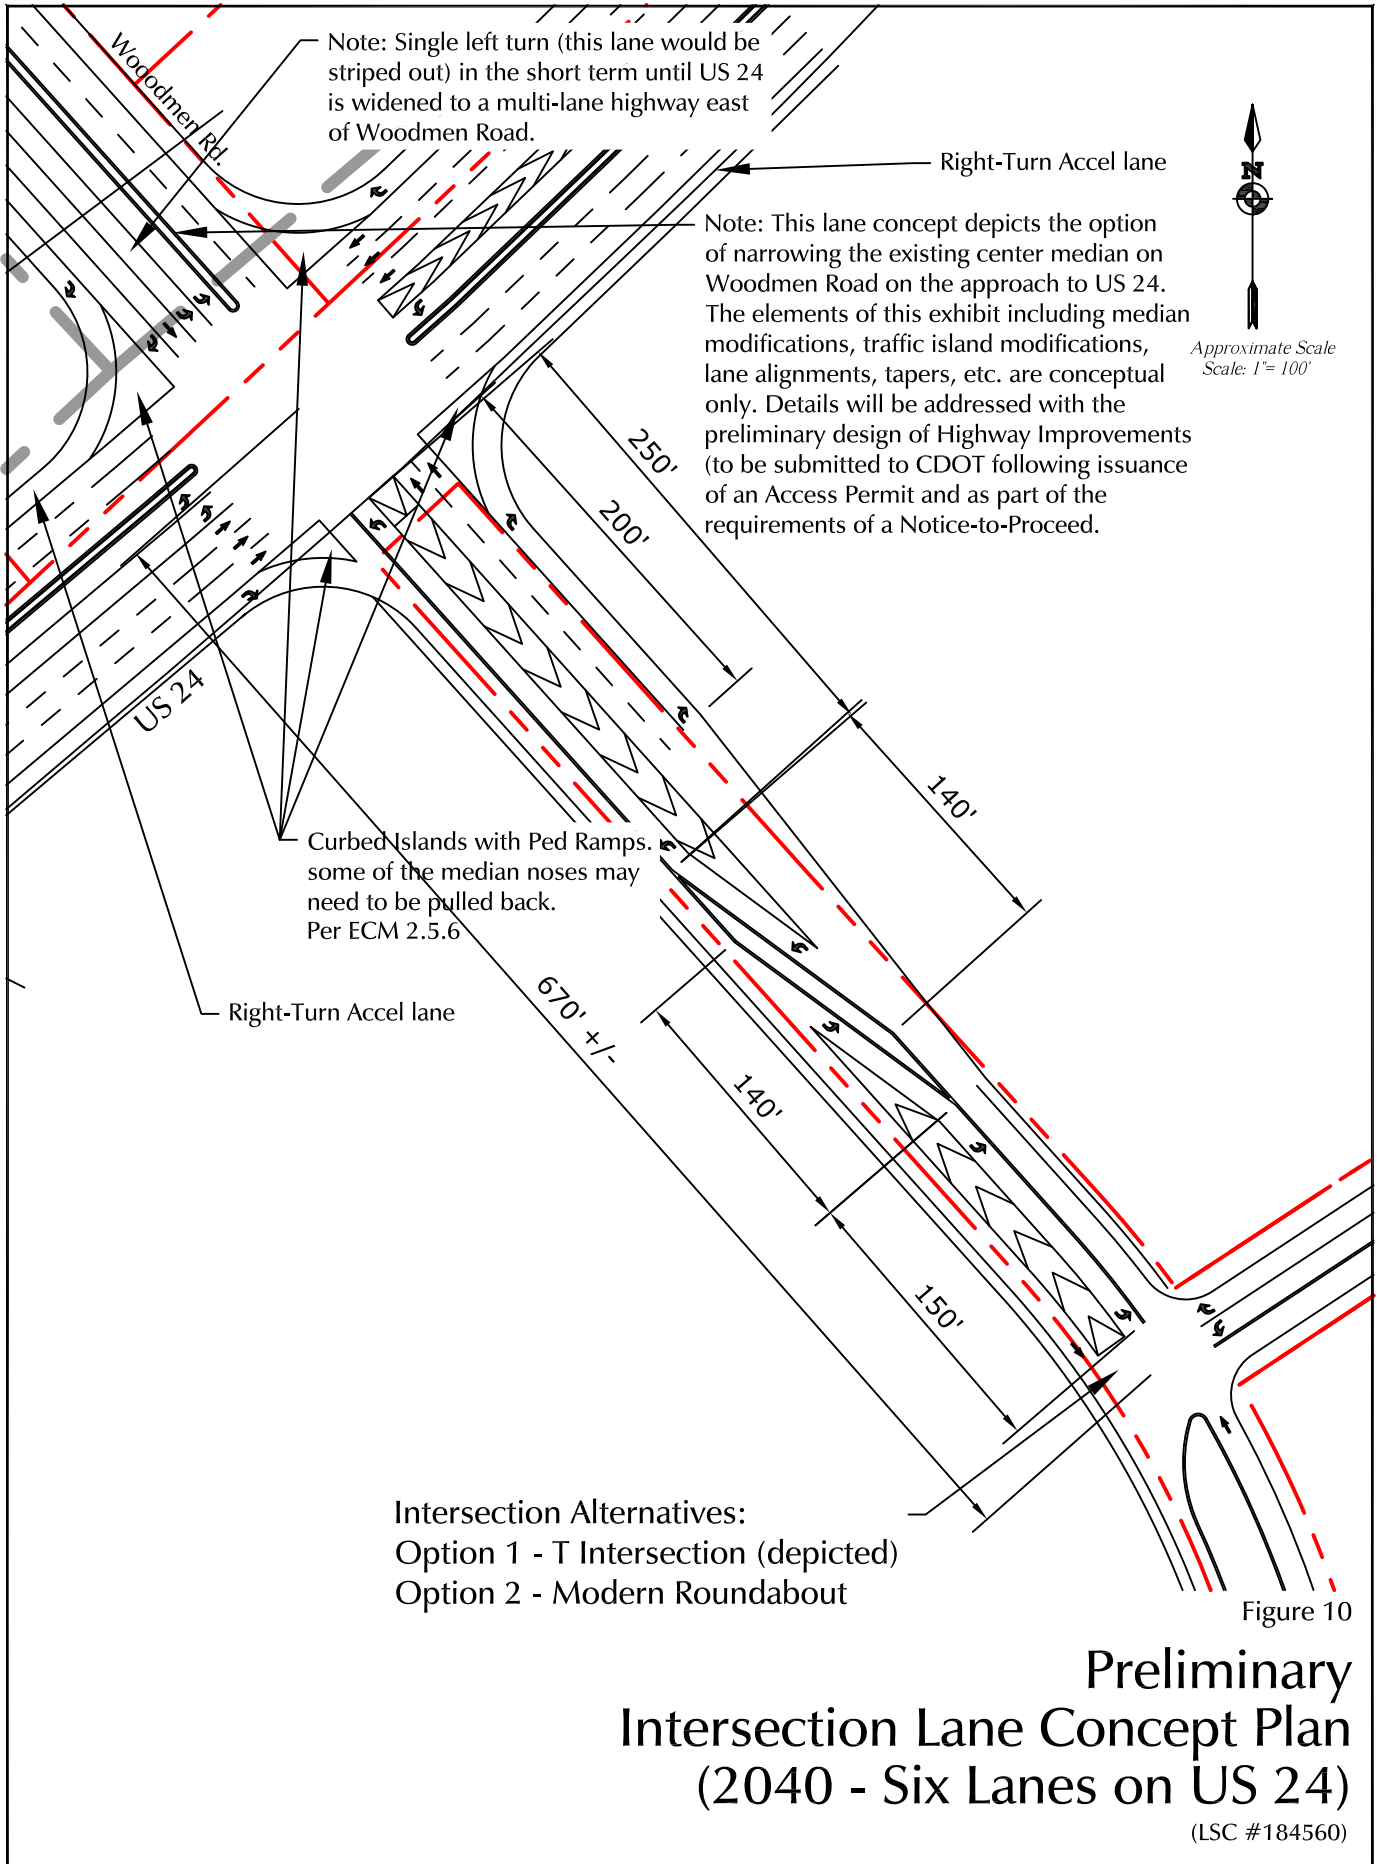 Wooodmen Rd.
Note: Single left turn (this lane would be
striped out) in the short term until US 24
is widened to a multi-lane highway east
of Woodmen Road.
Right-Turn Accel lane
N
Note: This lane concept depicts the option
of narrowing the existing center median on
Woodmen Road on the approach to US 24.
The elements of this exhibit including median
modifications, traffic island modifications,
lane alignments, tapers, etc. are conceptual
only. Details will be addressed with the
preliminary design of Highway Improvements
(to be submitted to CDOT following issuance
of an Access Permit and as part of the
requirements of a Notice-to-Proceed.
Approximate Scale
Scale: 1"= 100'
250'
200'
US 24
140'
Curbed Islands with Ped Ramps.
some of the median noses may
need to be pulled back.
Per ECM 2.5.6
Right-Turn Accel lane
670' +/-
140'
150'
Intersection Alternatives:
Option 1 - T Intersection (depicted)
Option 2 - Modern Roundabout
Figure 10
Preliminary
Intersection Lane Concept Plan
(2040 - Six Lanes on US 24)
(LSC #184560)